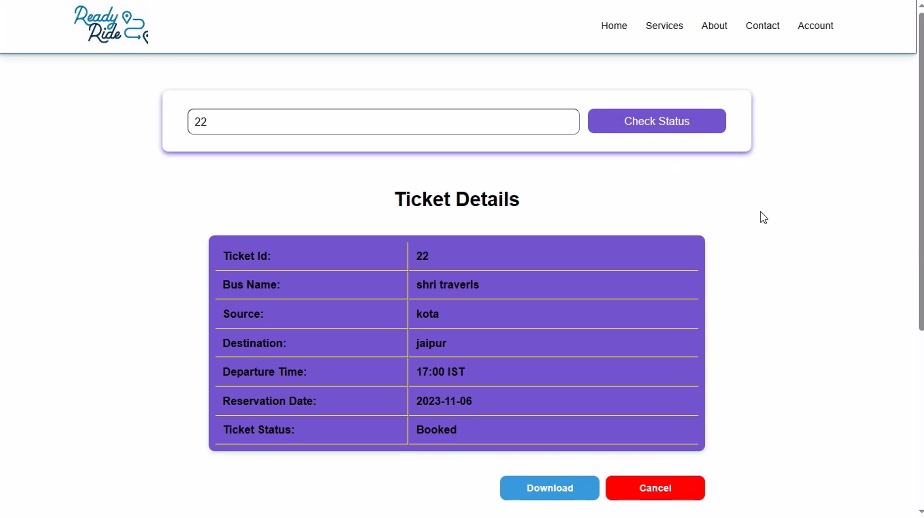 Ready
Ride
Home Services About Contact Account
22 Check Status
Ticket Details
Ticket Id: 22
Bus Name: shri traverls
Source: kota
Destination: jaipur
Departure Time: 17:00 IST
Reservation Date: 2023-11-06
Ticket Status: Booked
Download Cancel